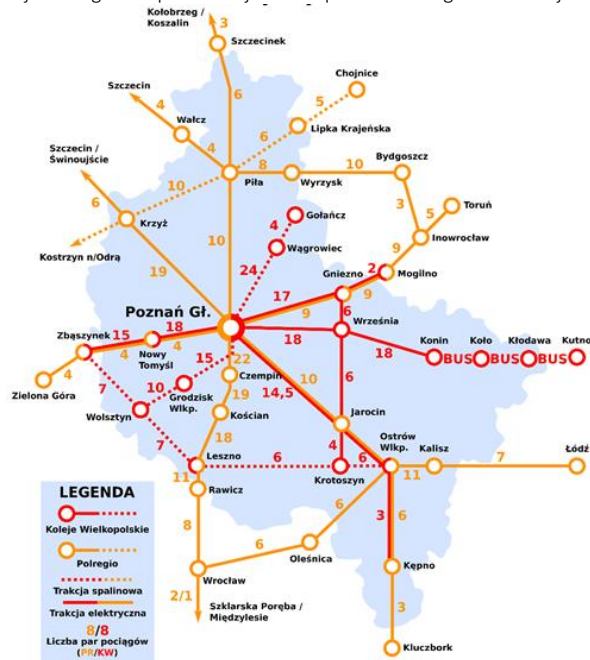 Kołobrzeg /
Koszalin
3
Szczecinek
Chojnice
Szczecin
6
5
4
Wałcz
Lipka Krajeńska
6
Szczecin /
Świnoujście
4
8
10
Bydgoszcz
Piła
Wyrzysk
10
5
Toruń
6
3
Gołańcz
4
Inowrocław
Krzyż
10
Wągrowiec
9
Kostrzyn n/Odrą
19
24
Gniezno
2
Mogilno
17
9
Poznań Gł.
9
6
Września
Zbąszynek
15
18
18
Konin
Koło
Kłodawa
Kutno
4
Nowy
Tomyśl
4
15
22
18
BUS
BUS
BUS
4
Czempiń
10
6
Zielona Góra
7
10
Grodzisk
Wlkp.
19
14,5
Wolsztyn
Kościan
Jarocin
7
18
Ostrów
Wlkp.
Kalisz
Łódź
Leszno
4
6
6
7
11
Krotoszyn
11
LEGENDA
Rawicz
6
3
6
Koleje Wielkopolskie
8
Oleśnica
Polregio
6
Kępno
Trakcja spalinowa
Wrocław
Trakcja elektryczna
2/1
3
8/8
Szklarska Poręba /
Międzylesie
Liczba par pociągów
(PR/KW)
Kluczbork